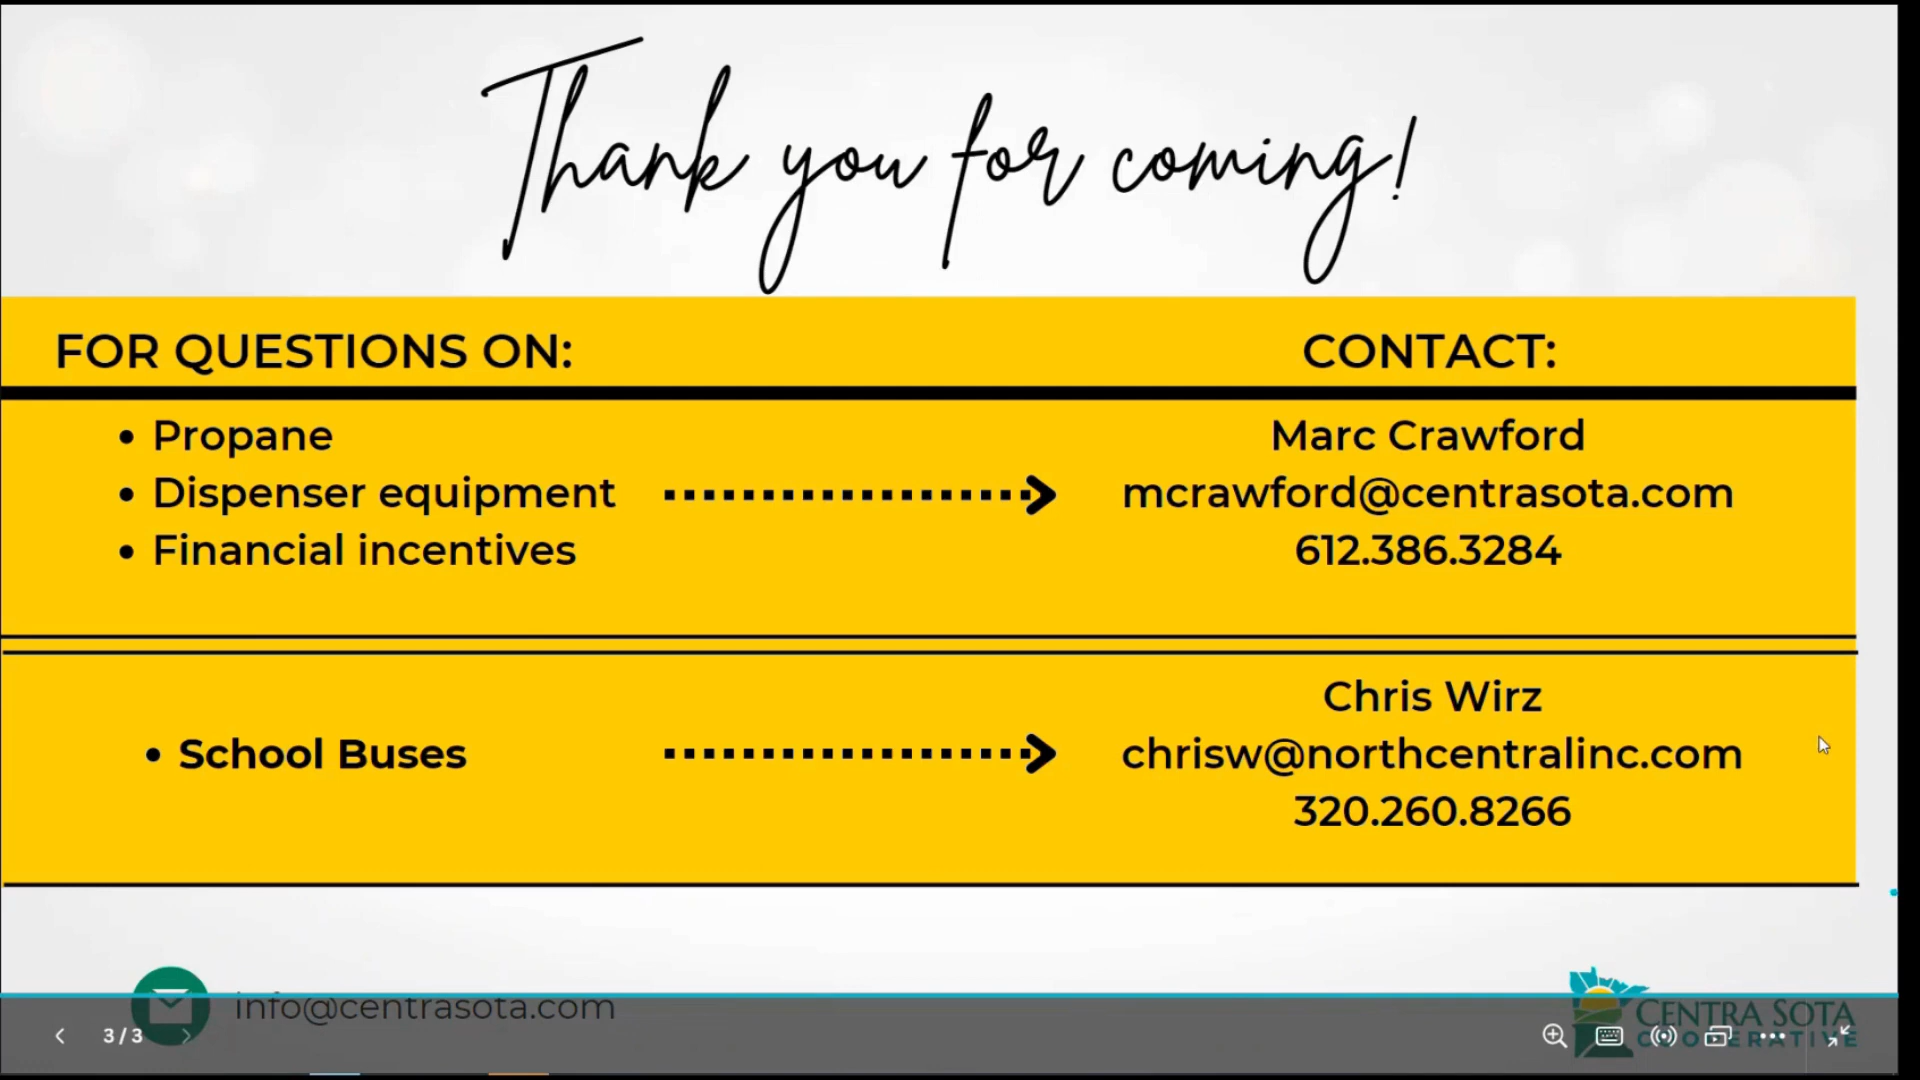 Thank you for coming!
FOR QUESTIONS ON:
CONTACT:
• Propane
• Dispenser equipment
• Financial incentives
Marc Crawford
mcrawford@centrasota.com
612.386.3284
• School Buses
Chris Wirz
chrisw@northcentralinc.com
320.260.8266
info@centrasota.com
CENTRA SOTA
COOPERATIVE
3/3